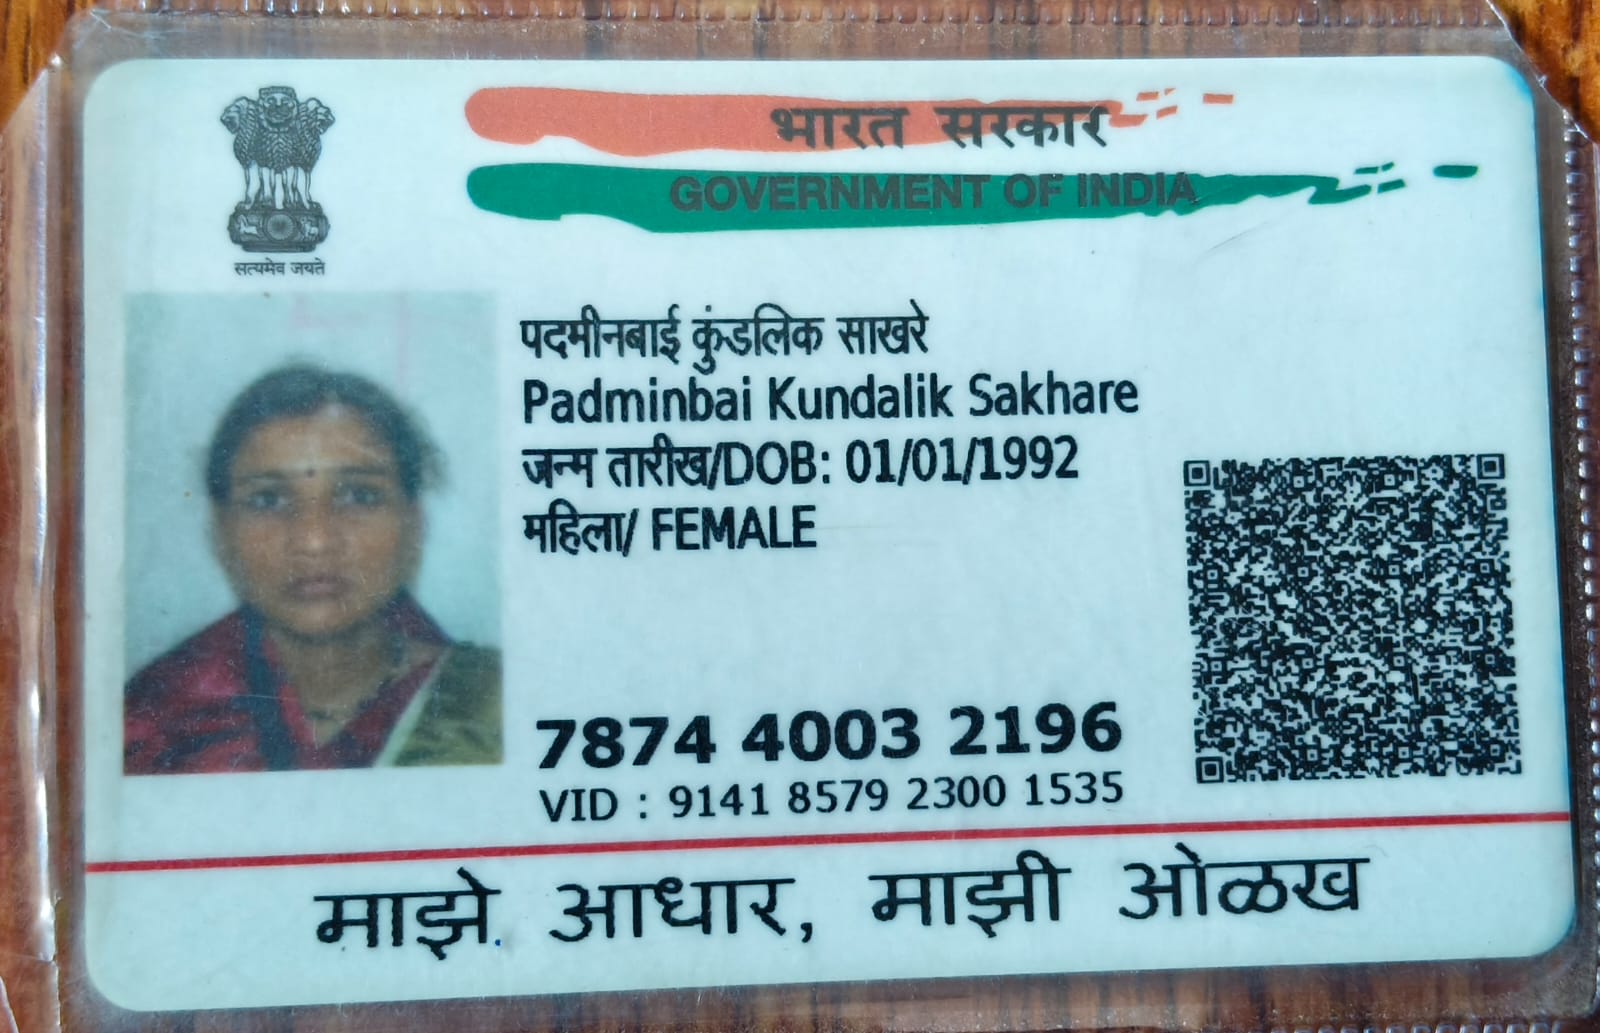 भारत सरकार
GOVERNMENT OF INDIA
सत्यमेव जयते
पदमीनबाई कुंडलिक साखरे
Padminbai Kundalik Sakhare
जन्म तारीख/DOB: 01/01/1992
महिला/ FEMALE
7874 4003 2196
VID : 9141 8579 2300 1535
माझे आधार, माझी ओळख